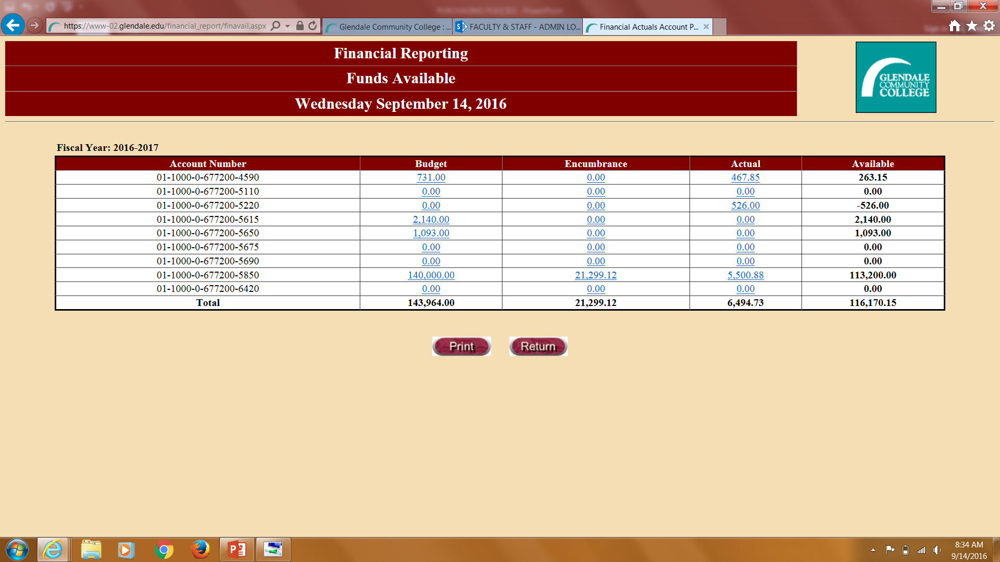 PURCHASING POLICIES - PowerPoint
https://www-02.glendale.edu/financial_report/finavail.aspx
Glendale Community College : ...
FACULTY & STAFF - ADMIN LO...
Financial Actuals Account P...
Financial Reporting
Funds Available
Wednesday September 14, 2016
GLENDALE
COMMUNITY
COLLEGE
Fiscal Year: 2016-2017
Account Number Budget Encumbrance Actual Available
01-1000-0-677200-4590 731.00 0.00 467.85 263.15
01-1000-0-677200-5110 0.00 0.00 0.00 0.00
01-1000-0-677200-5220 0.00 0.00 526.00 -526.00
01-1000-0-677200-5615 2,140.00 0.00 0.00 2,140.00
01-1000-0-677200-5650 1,093.00 0.00 0.00 1,093.00
01-1000-0-677200-5675 0.00 0.00 0.00 0.00
01-1000-0-677200-5690 0.00 0.00 0.00 0.00
01-1000-0-677200-5850 140,000.00 21,299.12 5,500.88 113,200.00
01-1000-0-677200-6420 0.00 0.00 0.00 0.00
Total 143,964.00 21,299.12 6,494.73 116,170.15
Print
Return
8:34 AM
9/14/2016